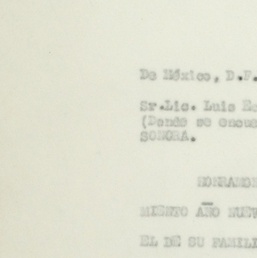 De México, D.F.
Sr.Lic. Luis
(Donde se
SONORA.
MIENTO AÑO
EL DE SU